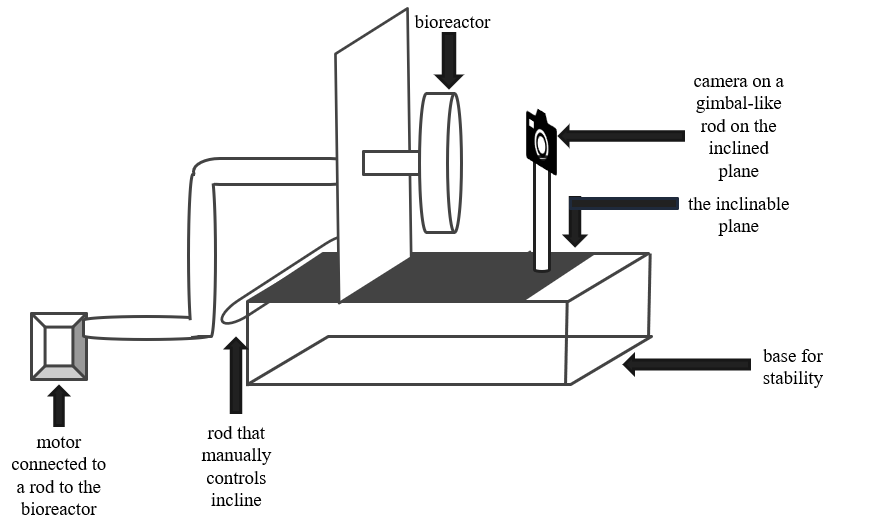 bioreactor
camera on a
gimbal-like
rod on the
inclined
plane
the inclinable
plane
base for
stability
rod that
manually
controls
incline
motor
connected to
a rod to the
bioreactor